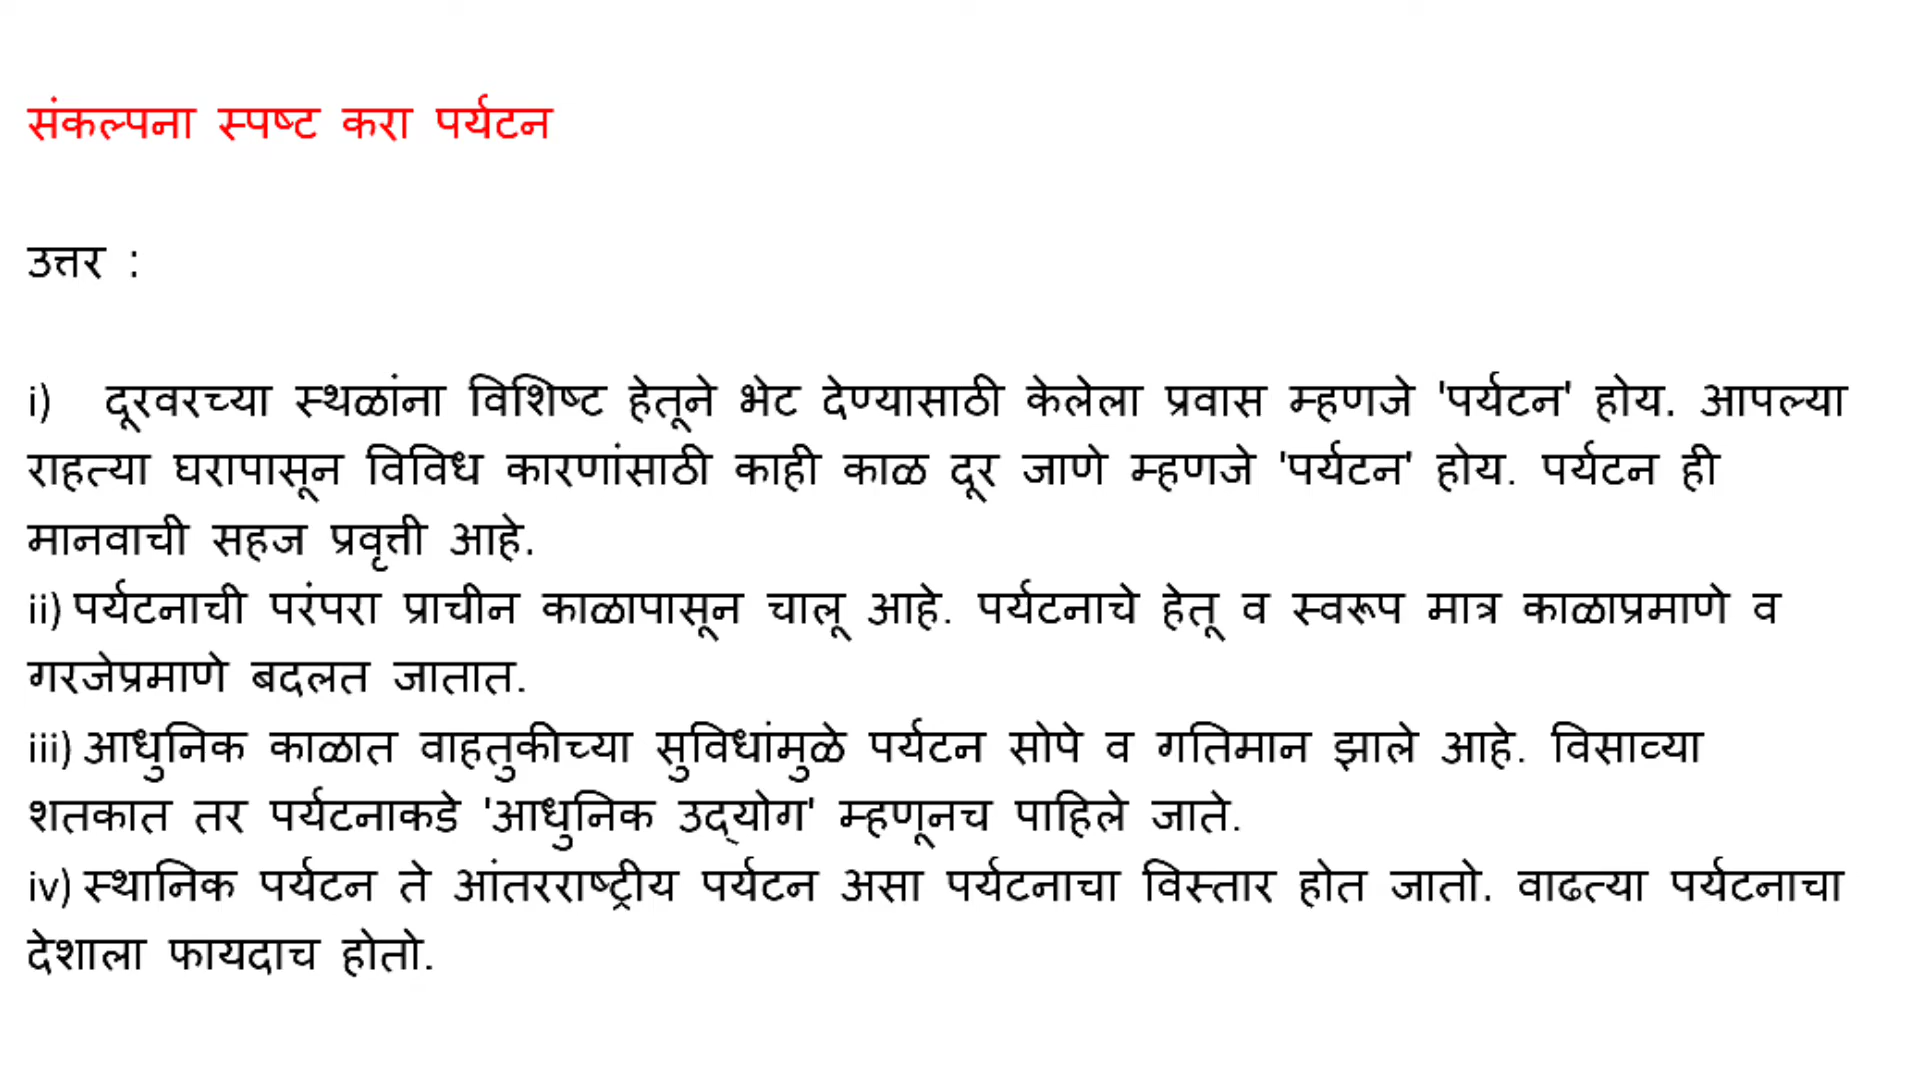 संकल्पना स्पष्ट करा पर्यटन
उत्तर :
i) दूरवरच्या स्थळांना विशिष्ट हेतूने भेट देण्यासाठी केलेला प्रवास म्हणजे 'पर्यटन' होय. आपल्या
राहत्या घरापासून विविध कारणांसाठी काही काळ दूर जाणे म्हणजे 'पर्यटन' होय. पर्यटन ही
मानवाची सहज प्रवृत्ती आहे.
ii) पर्यटनाची परंपरा प्राचीन काळापासून चालू आहे. पर्यटनाचे हेतू व स्वरूप मात्र काळाप्रमाणे व
गरजेप्रमाणे बदलत जातात.
iii) आधुनिक काळात वाहतुकीच्या सुविधांमुळे पर्यटन सोपे व गतिमान झाले आहे. विसाव्या
शतकात तर पर्यटनाकडे 'आधुनिक उद्‌योग' म्हणूनच पाहिले जाते.
iv) स्थानिक पर्यटन ते आंतरराष्ट्रीय पर्यटन असा पर्यटनाचा विस्तार होत जातो. वाढत्या पर्यटनाचा
देशाला फायदाच होतो.